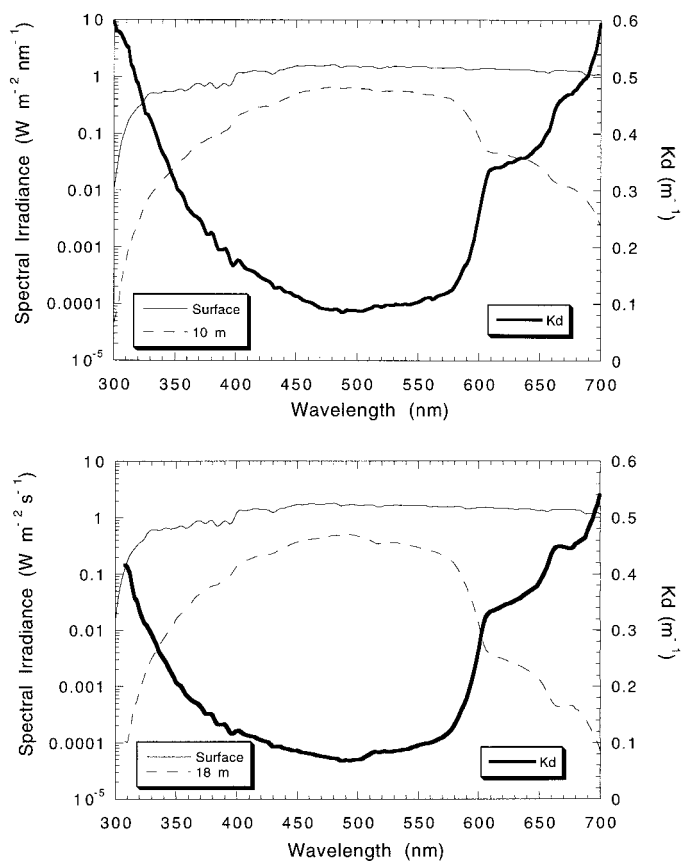 10
1
0.1
0.01
0.001
0.0001
10⁻⁵
Spectral Irradiance (W m⁻² nm⁻¹)
0.6
0.5
0.4
0.3
0.2
0.1
0
Kd (m⁻¹)
Surface
10 m
Kd
300 350 400 450 500 550 600 650 700
Wavelength (nm)
10
1
0.1
0.01
0.001
0.0001
10⁻⁵
Spectral Irradiance (W m⁻² s⁻¹)
0.6
0.5
0.4
0.3
0.2
0.1
0
Kd (m⁻¹)
Surface
18 m
Kd
300 350 400 450 500 550 600 650 700
Wavelength (nm)